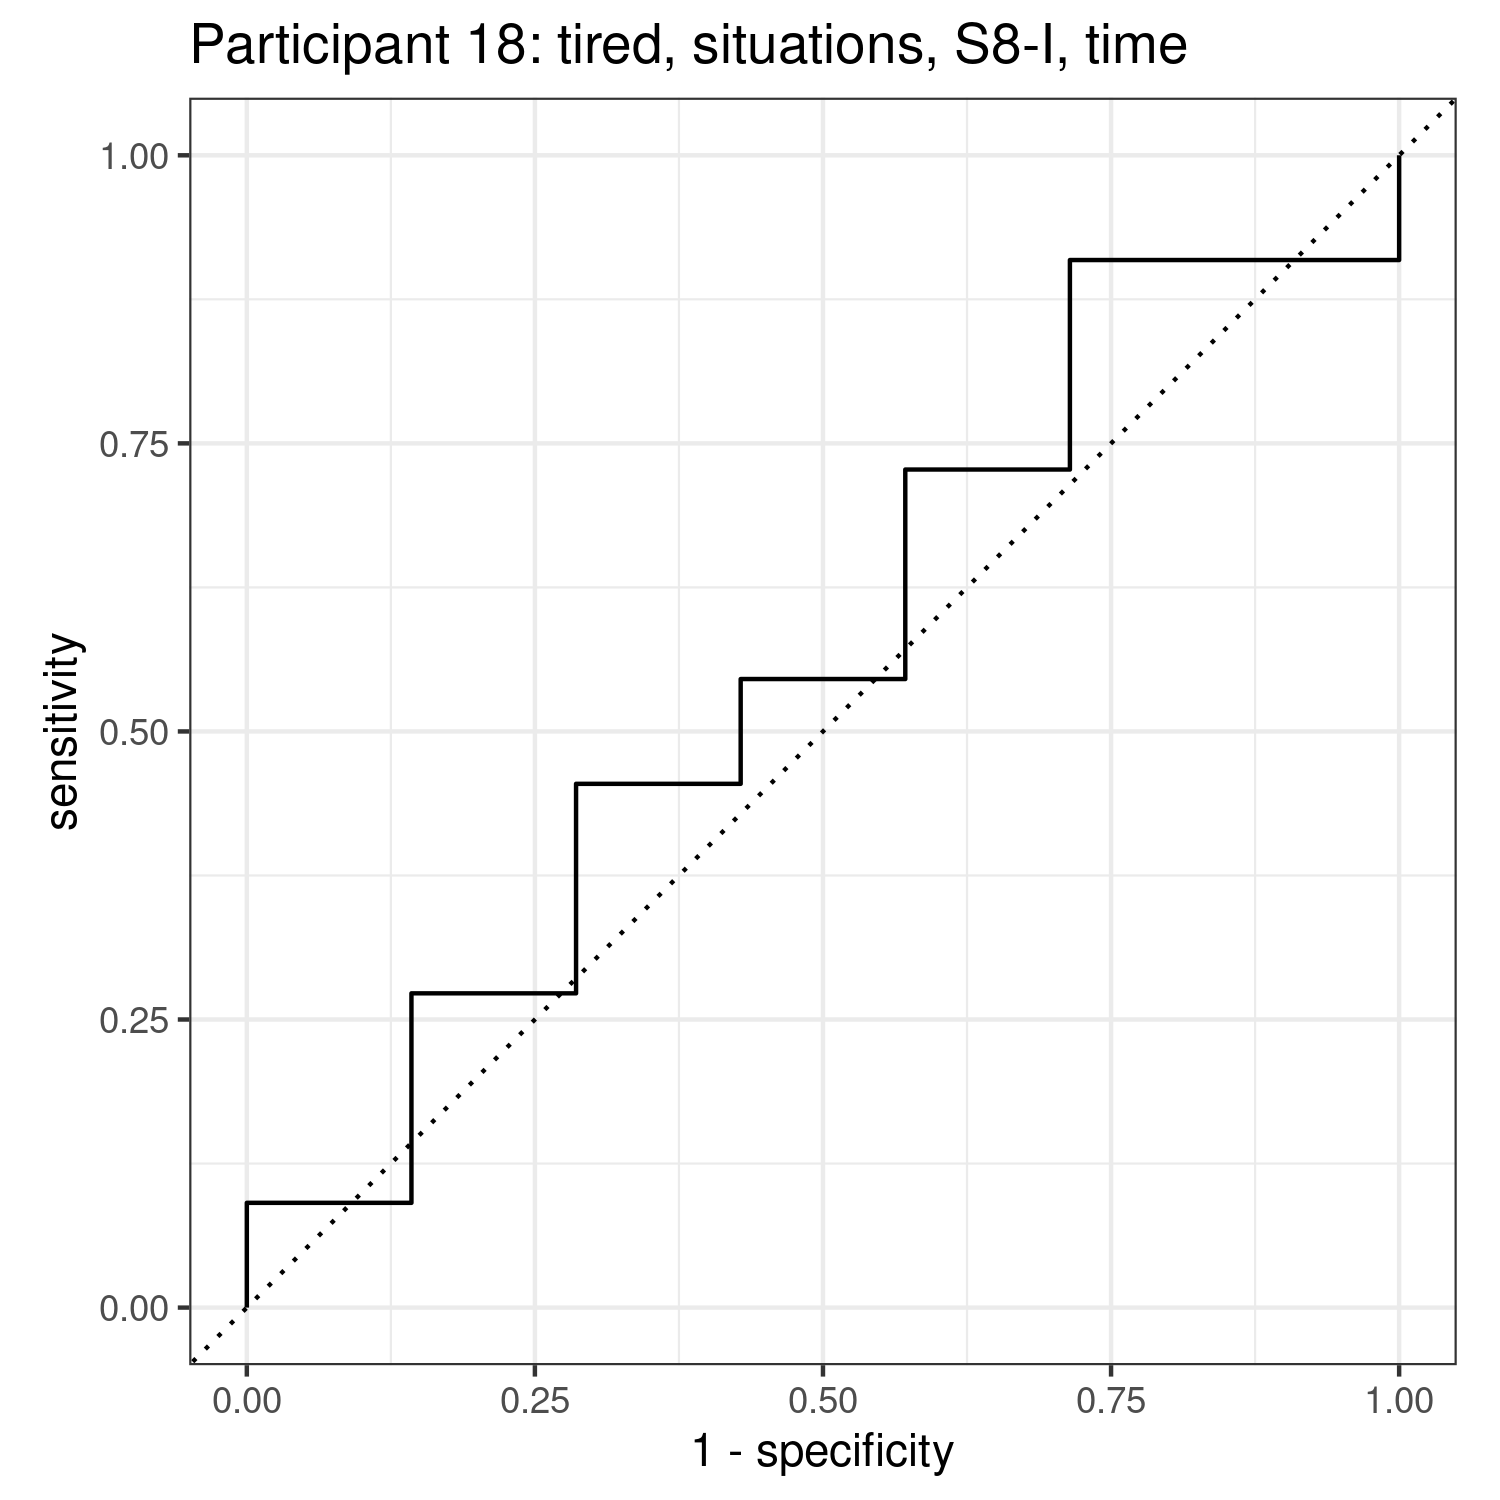 Participant 18: tired, situations, S8-I, time
1.00
0.75
0.50
0.25
0.00
sensitivity
0.00 0.25 0.50 0.75 1.00
1 - specificity